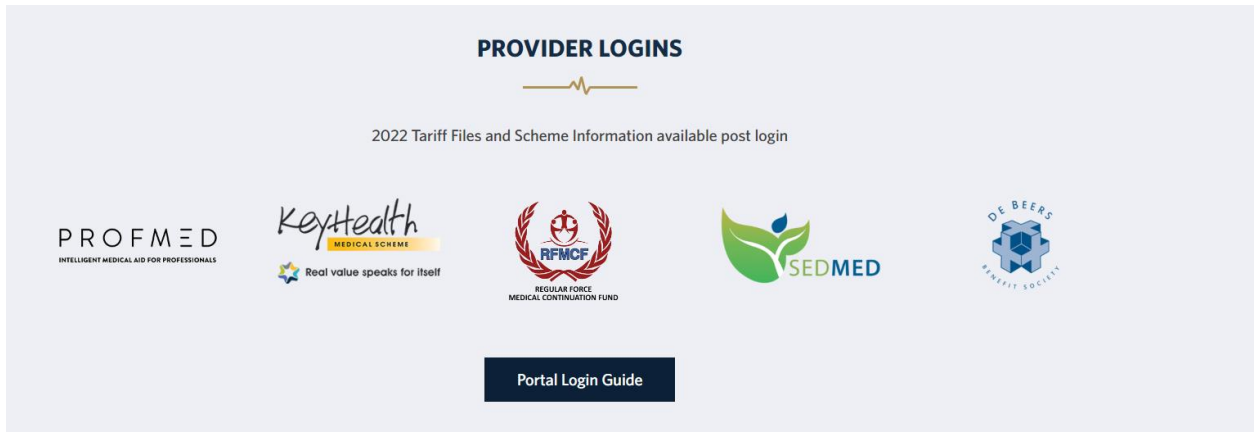 PROVIDER LOGINS
2022 Tariff Files and Scheme Information available post login
PROFMED
INTELLIGENT MEDICAL AID FOR PROFESSIONALS
KeyHealth
MEDICAL SCHEME
Real value speaks for itself
RFMCF
REGULAR FORCE
MEDICAL CONTINUATION FUND
SEDMED
DE BEERS
BENEFIT SOCIETY
Portal Login Guide